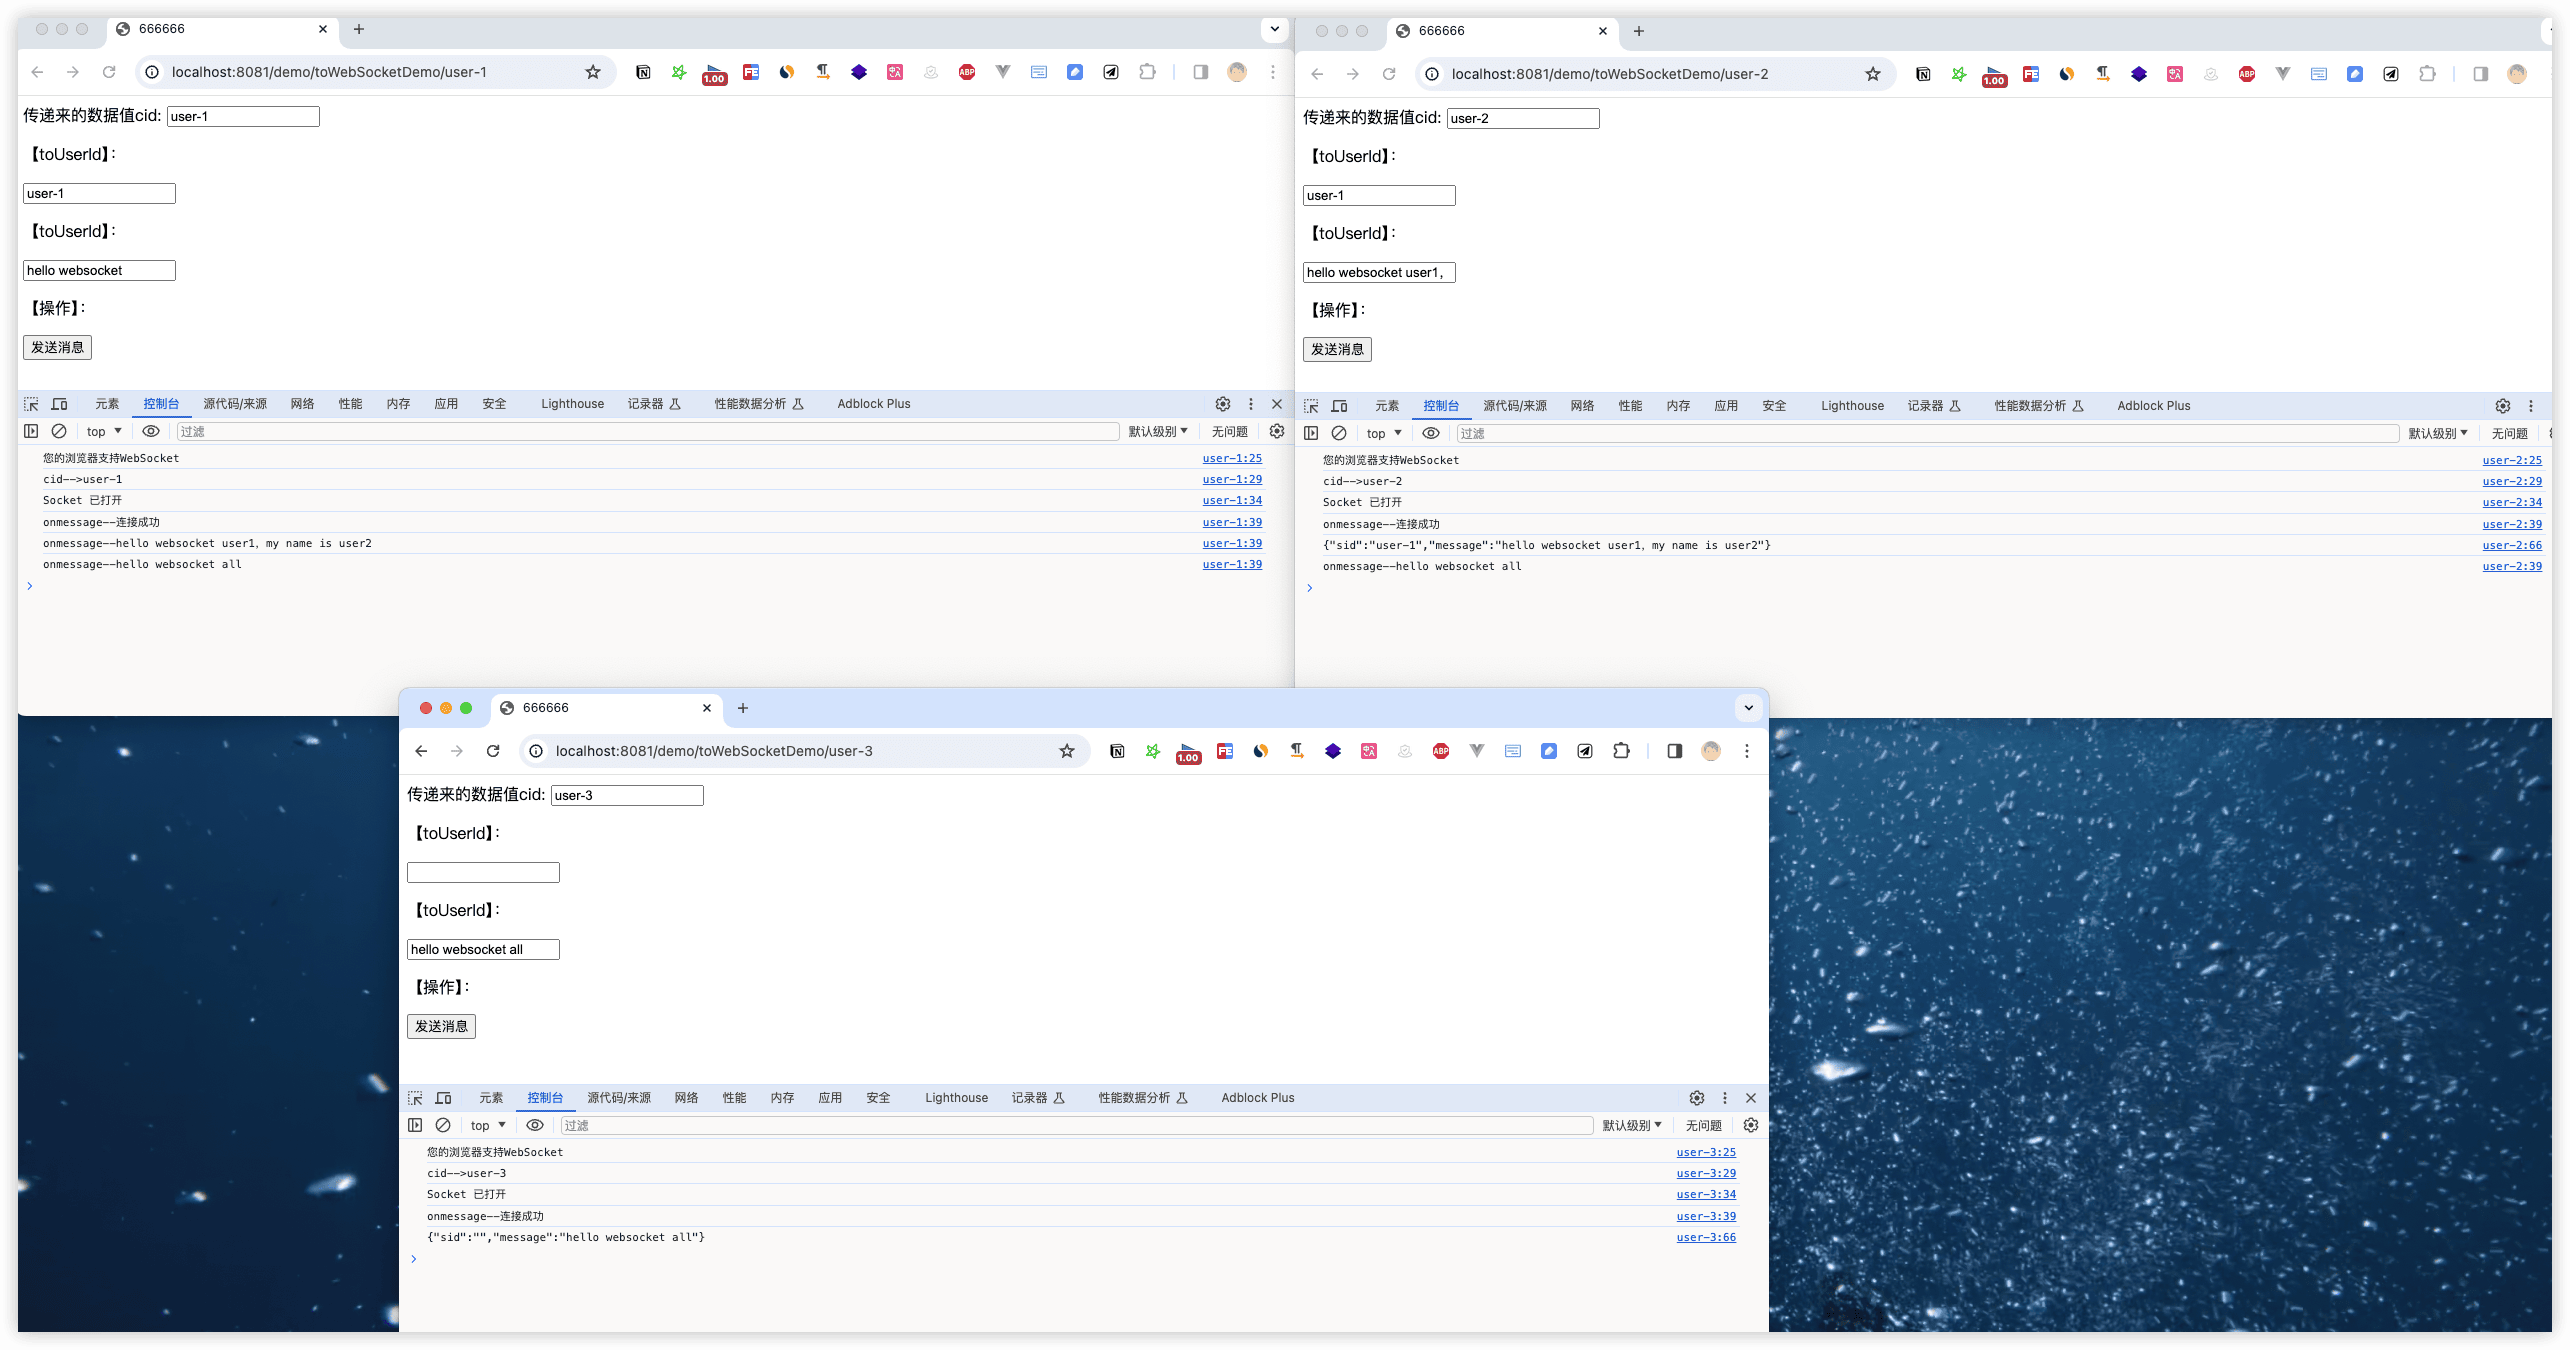 666666
localhost:8081/demo/toWebSocketDemo/user-1
1.00
FE
ABP
传递来的数据值cid: user-1
【toUserId】：
user-1
【toUserId】：
hello websocket
【操作】：
发送消息
元素 控制台 源代码/来源 网络 性能 内存 应用 安全 Lighthouse 记录器 性能数据分析 Adblock Plus
top 过滤 默认级别 无问题
您的浏览器支持WebSocket user-1:25
cid-->user-1 user-1:29
Socket 已打开 user-1:34
onmessage--连接成功 user-1:39
onmessage--hello websocket user1，my name is user2 user-1:39
onmessage--hello websocket all user-1:39
666666
localhost:8081/demo/toWebSocketDemo/user-2
1.00
FE
ABP
传递来的数据值cid: user-2
【toUserId】：
user-1
【toUserId】：
hello websocket user1，
【操作】：
发送消息
元素 控制台 源代码/来源 网络 性能 内存 应用 安全 Lighthouse 记录器 性能数据分析 Adblock Plus
top 过滤 默认级别 无问题
您的浏览器支持WebSocket user-2:25
cid-->user-2 user-2:29
Socket 已打开 user-2:34
onmessage--连接成功 user-2:39
{"sid":"user-1","message":"hello websocket user1，my name is user2"} user-2:66
onmessage--hello websocket all user-2:39
666666
localhost:8081/demo/toWebSocketDemo/user-3
1.00
FE
ABP
传递来的数据值cid: user-3
【toUserId】：
【toUserId】：
hello websocket all
【操作】：
发送消息
元素 控制台 源代码/来源 网络 性能 内存 应用 安全 Lighthouse 记录器 性能数据分析 Adblock Plus
top 过滤 默认级别 无问题
您的浏览器支持WebSocket user-3:25
cid-->user-3 user-3:29
Socket 已打开 user-3:34
onmessage--连接成功 user-3:39
{"sid":"","message":"hello websocket all"} user-3:66